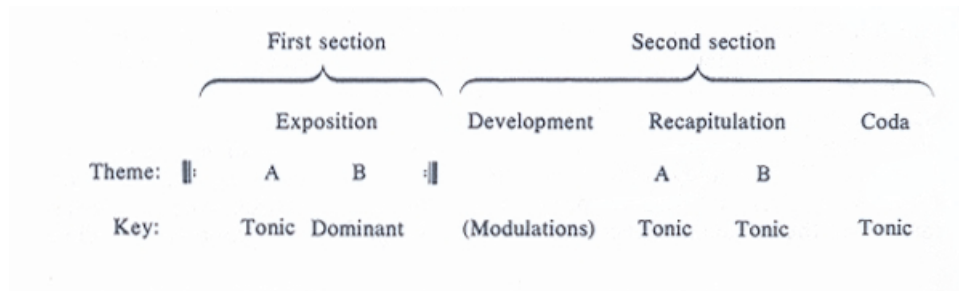 First section Second section
Exposition Development Recapitulation Coda
Theme: A B A B
Key: Tonic Dominant (Modulations) Tonic Tonic Tonic